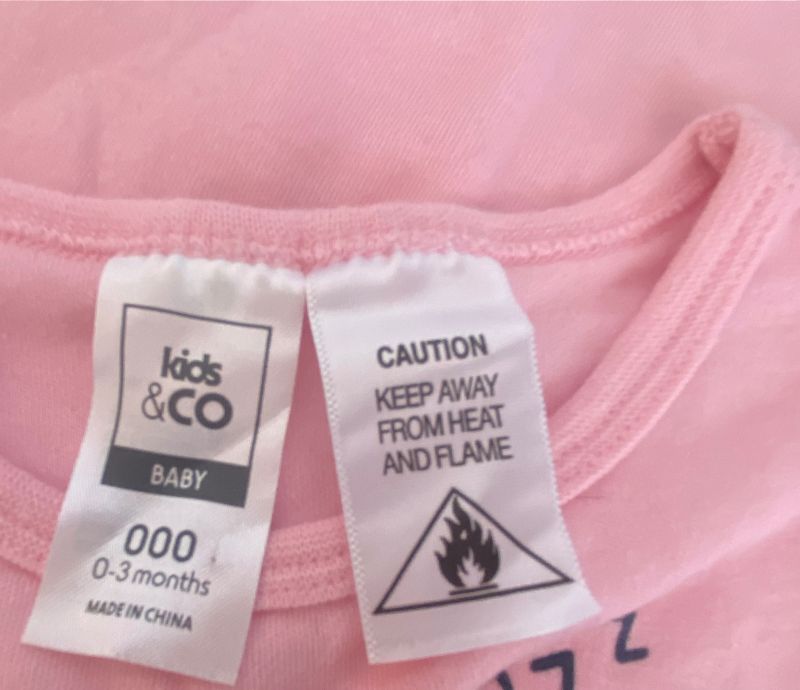 kids
&CO
BABY
000
0-3 months
MADE IN CHINA
CAUTION
KEEP AWAY
FROM HEAT
AND FLAME